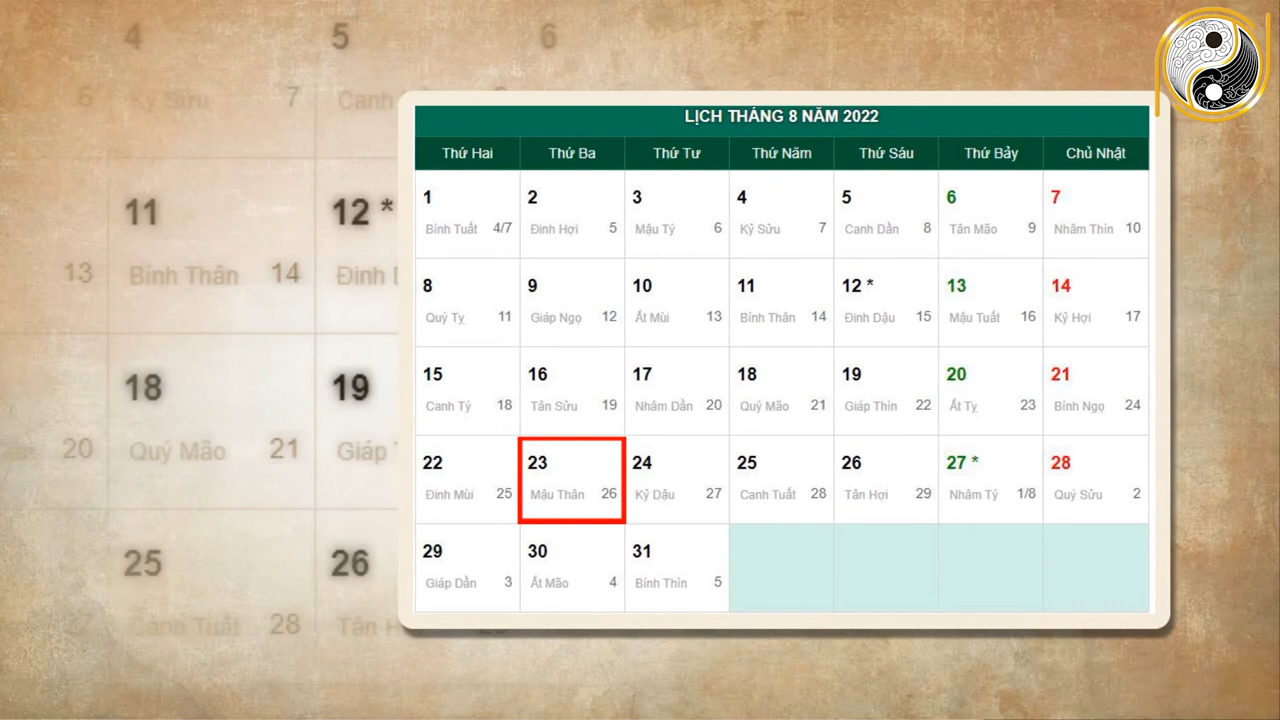 LỊCH THÁNG 8 NĂM 2022
Thứ Hai Thứ Ba Thứ Tư Thứ Năm Thứ Sáu Thứ Bảy Chủ Nhật
1 2 3 4 5 6 7
Bính Tuất 4/7 Đinh Hợi 5 Mậu Tý 6 Kỷ Sửu 7 Canh Dần 8 Tân Mão 9 Nhâm Thìn 10
8 9 10 11 12 * 13 14
Quý Tỵ 11 Giáp Ngọ 12 Ất Mùi 13 Bính Thân 14 Đinh Dậu 15 Mậu Tuất 16 Kỷ Hợi 17
15 16 17 18 19 20 21
Canh Tý 18 Tân Sửu 19 Nhâm Dần 20 Quý Mão 21 Giáp Thìn 22 Ất Tỵ 23 Bính Ngọ 24
22 23 24 25 26 27 * 28
Đinh Mùi 25 Mậu Thân 26 Kỷ Dậu 27 Canh Tuất 28 Tân Hợi 29 Nhâm Tý 1/8 Quý Sửu 2
29 30 31
Giáp Dần 3 Ất Mão 4 Bính Thìn 5
4 5 6
6 Kỷ Sửu 7 Canh
11 12 *
13 Bính Thân 14 Đinh
18 19
20 Quý Mão 21 Giáp
25 26
Canh Tuất 28 Tân